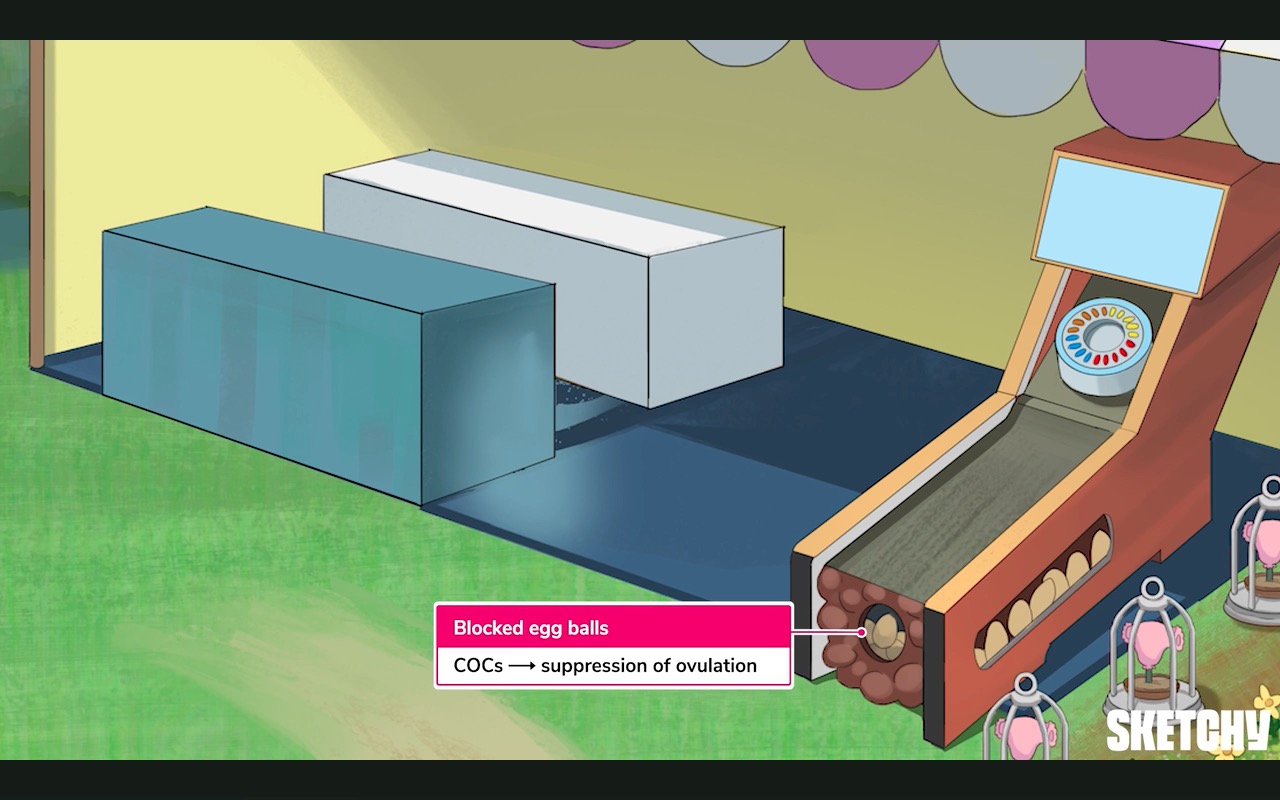 Blocked egg balls
COCs → suppression of ovulation
SKETCHY